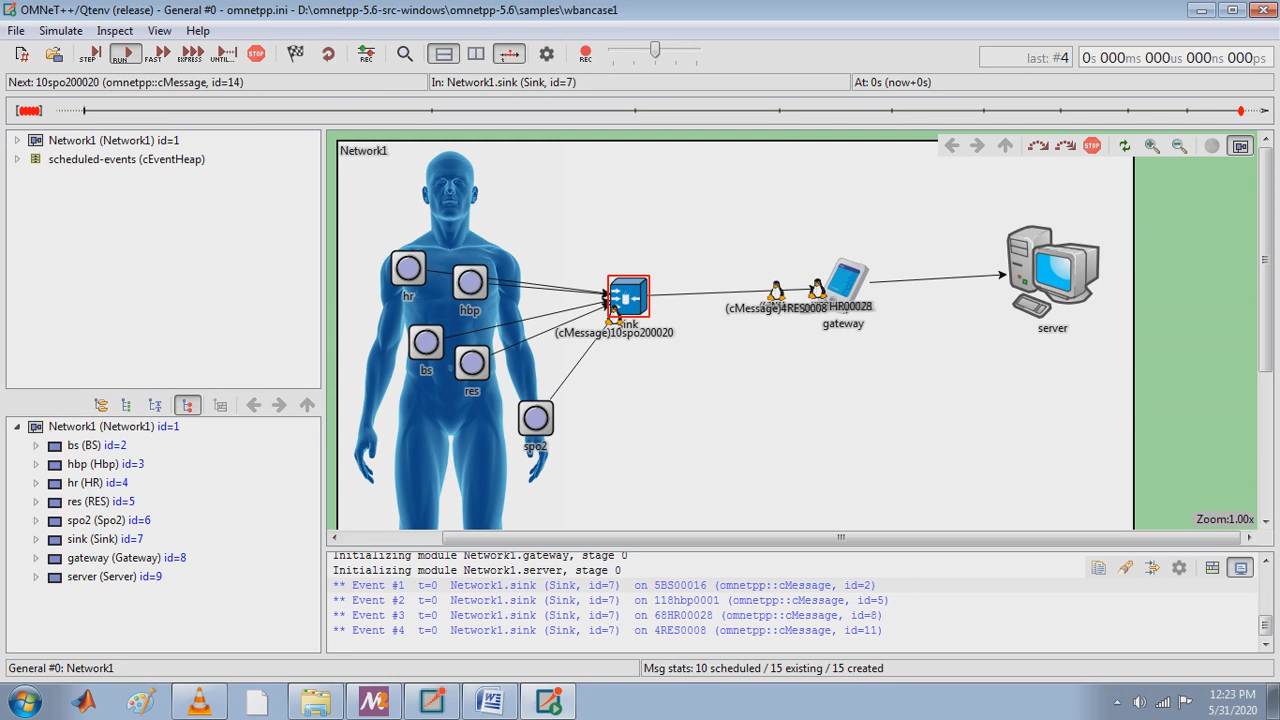 OMNeT++/Qtenv (release) - General #0 - omnetpp.ini - D:\omnetpp-5.6-src-windows\omnetpp-5.6\samples\wbancase1
File Simulate Inspect View Help
STEP RUN FAST EXPRESS UNTIL... STOP REC last: #4 0s 000ms 000us 000ns 000ps
Next: 10spo200020 (omnetpp::cMessage, id=14) In: Network1.sink (Sink, id=7) At: 0s (now+0s)
Network1 (Network1) id=1
scheduled-events (cEventHeap)
Network1 (Network1) id=1
bs (BS) id=2
hbp (Hbp) id=3
hr (HR) id=4
res (RES) id=5
spo2 (Spo2) id=6
sink (Sink) id=7
gateway (Gateway) id=8
server (Server) id=9
Network1
STOP
hr
hbp
bs
res
spo2
sink
(cMessage)10spo200020
(cMessage)4RES0008
HR00028
gateway
server
Zoom:1.00x
Initializing module Network1.gateway, stage 0
Initializing module Network1.server, stage 0
** Event #1 t=0 Network1.sink (Sink, id=7) on 5BS00016 (omnetpp::cMessage, id=2)
** Event #2 t=0 Network1.sink (Sink, id=7) on 118hbp0001 (omnetpp::cMessage, id=5)
** Event #3 t=0 Network1.sink (Sink, id=7) on 68HR00028 (omnetpp::cMessage, id=8)
** Event #4 t=0 Network1.sink (Sink, id=7) on 4RES0008 (omnetpp::cMessage, id=11)
General #0: Network1 Msg stats: 10 scheduled / 15 existing / 15 created
12:23 PM
5/31/2020